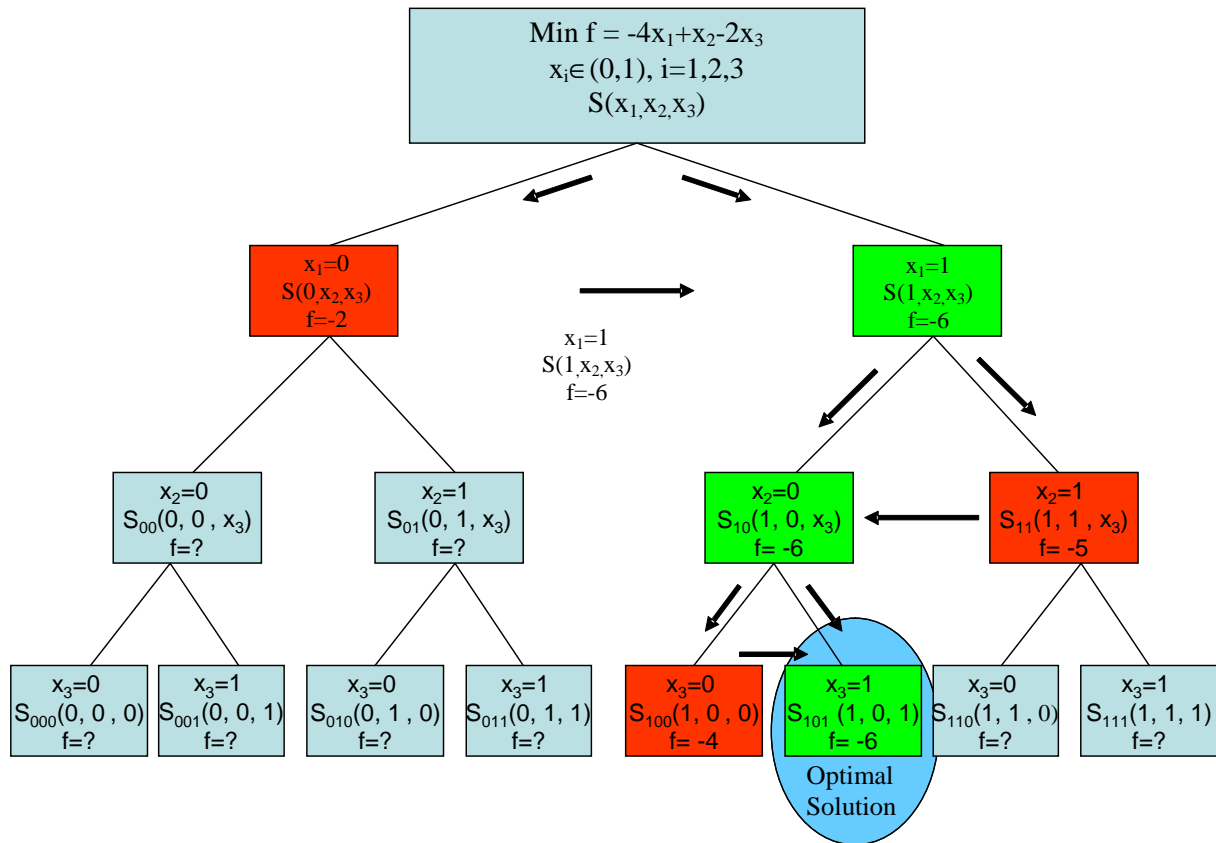 Min f = -4x₁+x₂-2x₃
xᵢ∈(0,1), i=1,2,3
S(x₁,x₂,x₃)
x₁=0
S(0,x₂,x₃)
f=-2
x₁=1
S(1,x₂,x₃)
f=-6
x₁=1
S(1,x₂,x₃)
f=-6
x₂=0
S₀₀(0, 0 , x₃)
f=?
x₂=1
S₀₁(0, 1, x₃)
f=?
x₂=0
S₁₀(1, 0, x₃)
f= -6
x₂=1
S₁₁(1, 1 , x₃)
f= -5
x₃=0
S₀₀₀(0, 0 , 0)
f=?
x₃=1
S₀₀₁(0, 0, 1)
f=?
x₃=0
S₀₁₀(0, 1, 0)
f=?
x₃=1
S₀₁₁(0, 1, 1)
f=?
x₃=0
S₁₀₀(1, 0 , 0)
f= -4
x₃=1
S₁₀₁ (1, 0, 1)
f= -6
x₃=0
S₁₁₀(1, 1 , 0)
f=?
x₃=1
S₁₁₁(1, 1, 1)
f=?
Optimal
Solution